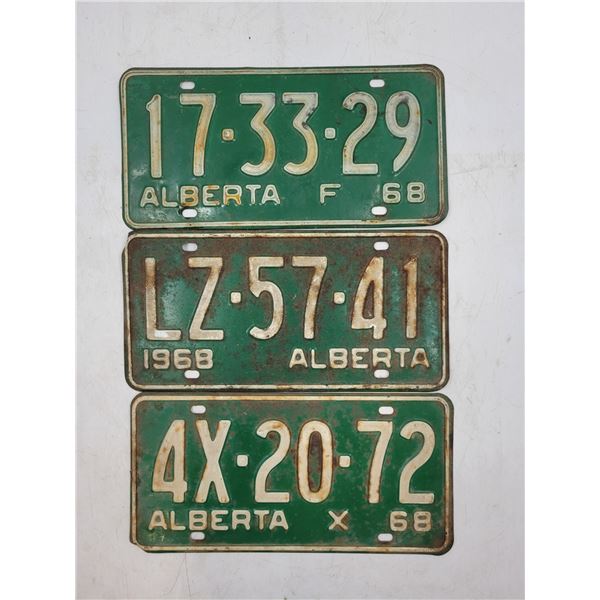 17·33·29
ALBERTA F 68
LZ·57·41
1968 ALBERTA
4X·20·72
ALBERTA X 68